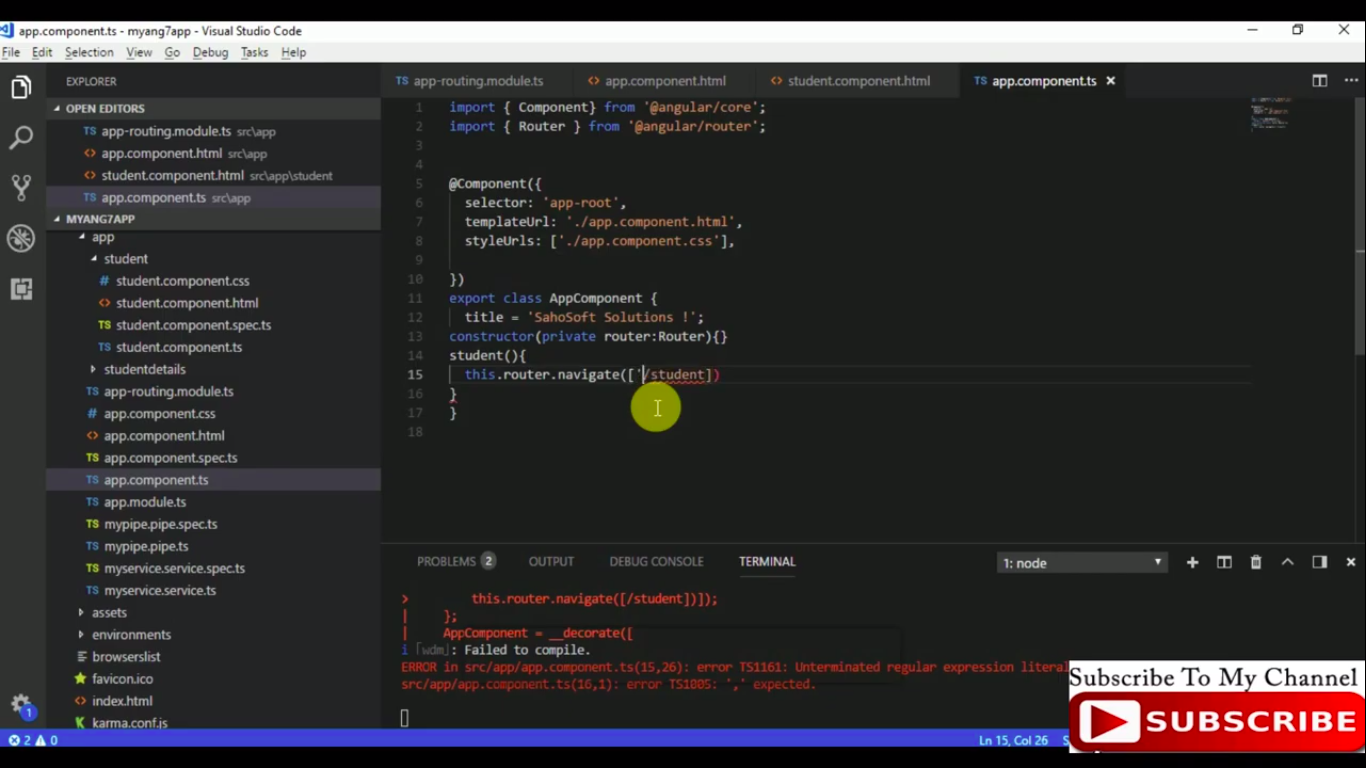 app.component.ts - myang7app - Visual Studio Code
File Edit Selection View Go Debug Tasks Help
EXPLORER
OPEN EDITORS
TS app-routing.module.ts src\app
<> app.component.html src\app
<> student.component.html src\app\student
TS app.component.ts src\app
MYANG7APP
app
student
# student.component.css
<> student.component.html
TS student.component.spec.ts
TS student.component.ts
studentdetails
TS app-routing.module.ts
# app.component.css
<> app.component.html
TS app.component.spec.ts
TS app.component.ts
TS app.module.ts
TS mypipe.pipe.spec.ts
TS mypipe.pipe.ts
TS myservice.service.spec.ts
TS myservice.service.ts
assets
environments
browserslist
favicon.ico
<> index.html
karma.conf.js
1
2 0
TS app-routing.module.ts <> app.component.html <> student.component.html TS app.component.ts
1 import { Component} from '@angular/core';
2 import { Router } from '@angular/router';
3
4
5 @Component({
6 selector: 'app-root',
7 templateUrl: './app.component.html',
8 styleUrls: ['./app.component.css'],
9
10 })
11 export class AppComponent {
12 title = 'SahoSoft Solutions !';
13 constructor(private router:Router){}
14 student(){
15 this.router.navigate(['/student])
16 }
17 }
18
PROBLEMS 2 OUTPUT DEBUG CONSOLE TERMINAL 1: node
> this.router.navigate([/student])]);
| };
| AppComponent = __decorate([
i ｢wdm｣: Failed to compile.
ERROR in src/app/app.component.ts(15,26): error TS1161: Unterminated regular expression litera
src/app/app.component.ts(16,1): error TS1005: ',' expected.
Ln 15, Col 26
Subscribe To My Channel
SUBSCRIBE